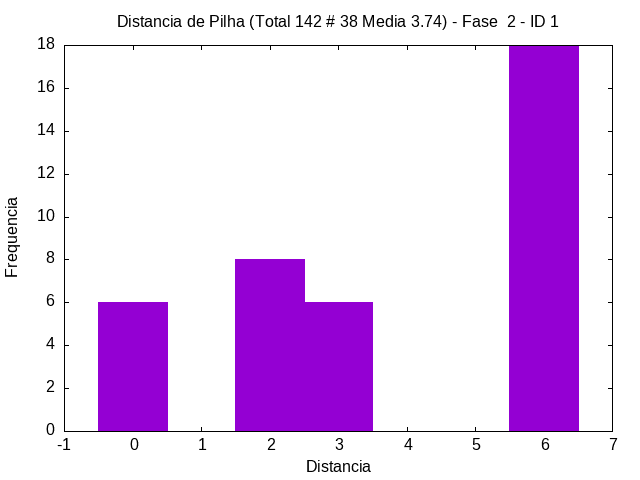 Distancia de Pilha (Total 142 # 38 Media 3.74) - Fase  2 - ID 1
18
16
14
12
10
8
6
4
2
0
Frequencia
-1 0 1 2 3 4 5 6 7
Distancia